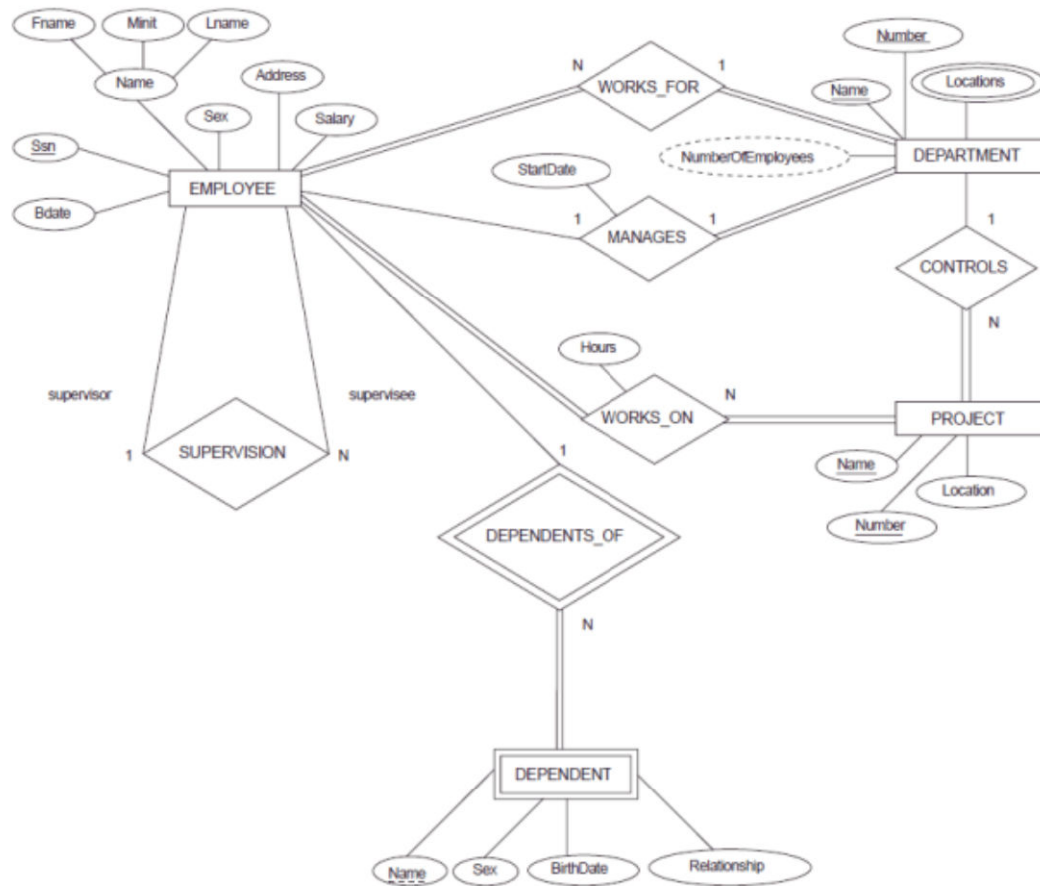 Fname
Minit
Lname
Name
Address
Sex
Salary
Ssn
Bdate
EMPLOYEE
N
WORKS_FOR
1
Number
Name
Locations
NumberOfEmployees
DEPARTMENT
StartDate
1
MANAGES
1
1
CONTROLS
N
supervisor
supervisee
1
SUPERVISION
N
Hours
WORKS_ON
N
PROJECT
Name
Number
Location
1
DEPENDENTS_OF
N
DEPENDENT
Name
Sex
BirthDate
Relationship